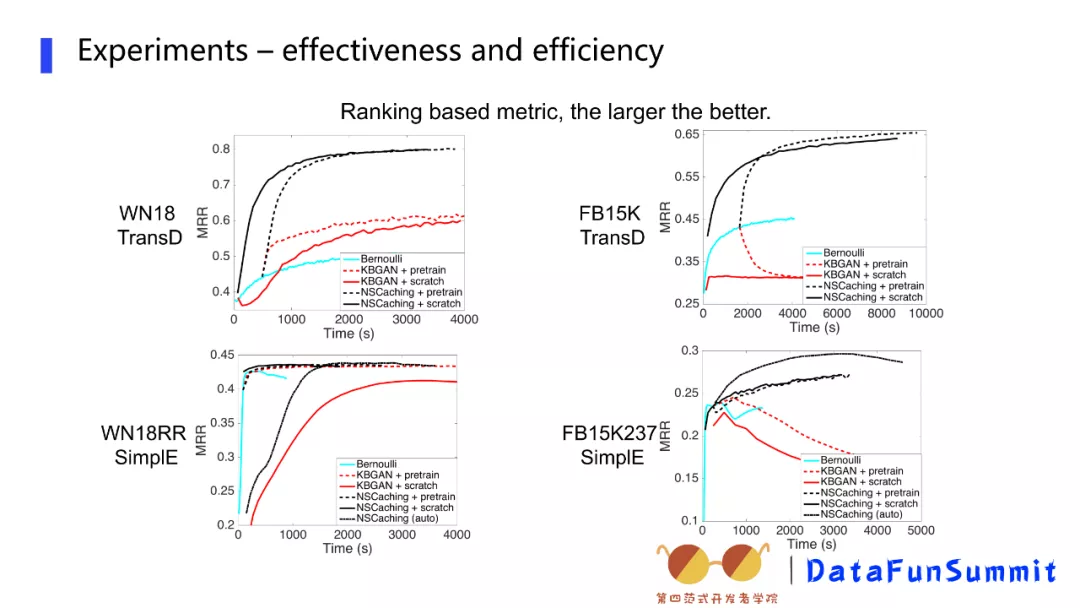 Experiments – effectiveness and efficiency
Ranking based metric, the larger the better.
WN18
TransD
MRR
0.8
0.7
0.6
0.5
0.4
0
1000
2000
3000
4000
Time (s)
Bernoulli
KBGAN + pretrain
KBGAN + scratch
NSCaching + pretrain
NSCaching + scratch
FB15K
TransD
MRR
0.65
0.55
0.45
0.35
0.25
0
2000
4000
6000
8000
10000
Time (s)
Bernoulli
KBGAN + pretrain
KBGAN + scratch
NSCaching + pretrain
NSCaching + scratch
WN18RR
SimplE
MRR
0.45
0.4
0.35
0.3
0.25
0.2
0
1000
2000
3000
4000
Time (s)
Bernoulli
KBGAN + pretrain
KBGAN + scratch
NSCaching + pretrain
NSCaching + scratch
NSCaching (auto)
FB15K237
SimplE
MRR
0.3
0.25
0.2
0.15
0.1
0
1000
2000
3000
4000
5000
Time (s)
Bernoulli
KBGAN + pretrain
KBGAN + scratch
NSCaching + pretrain
NSCaching + scratch
NSCaching (auto)
第四范式开发者学院
DataFunSummit